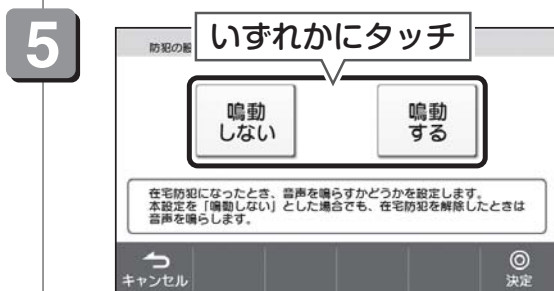 5
いずれかにタッチ
防犯の
鳴動
しない
鳴動
する
在宅防犯になったとき、音声を鳴らすかどうかを設定します。
本設定を「鳴動しない」とした場合でも、在宅防犯を解除したときは
音声を鳴らします。
キャンセル
決定